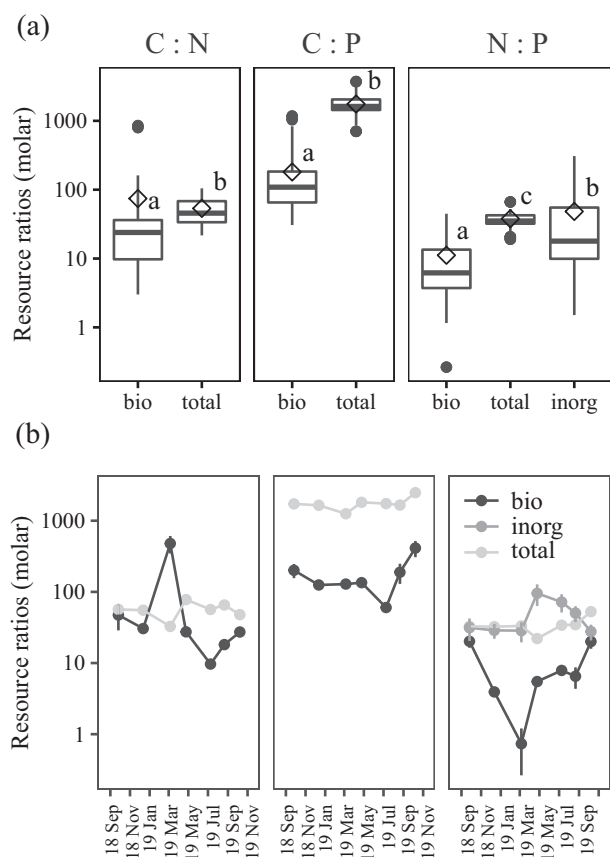 (a)
C : N C : P N : P
Resource ratios (molar)
1000
100
10
1
a b
a b
a c b
bio total bio total bio total inorg
(b)
Resource ratios (molar)
1000
100
10
1
bio
inorg
total
18 Sep 18 Nov 19 Jan 19 Mar 19 May 19 Jul 19 Sep 19 Nov
18 Sep 18 Nov 19 Jan 19 Mar 19 May 19 Jul 19 Sep 19 Nov
18 Sep 18 Nov 19 Jan 19 Mar 19 May 19 Jul 19 Sep 19 Nov